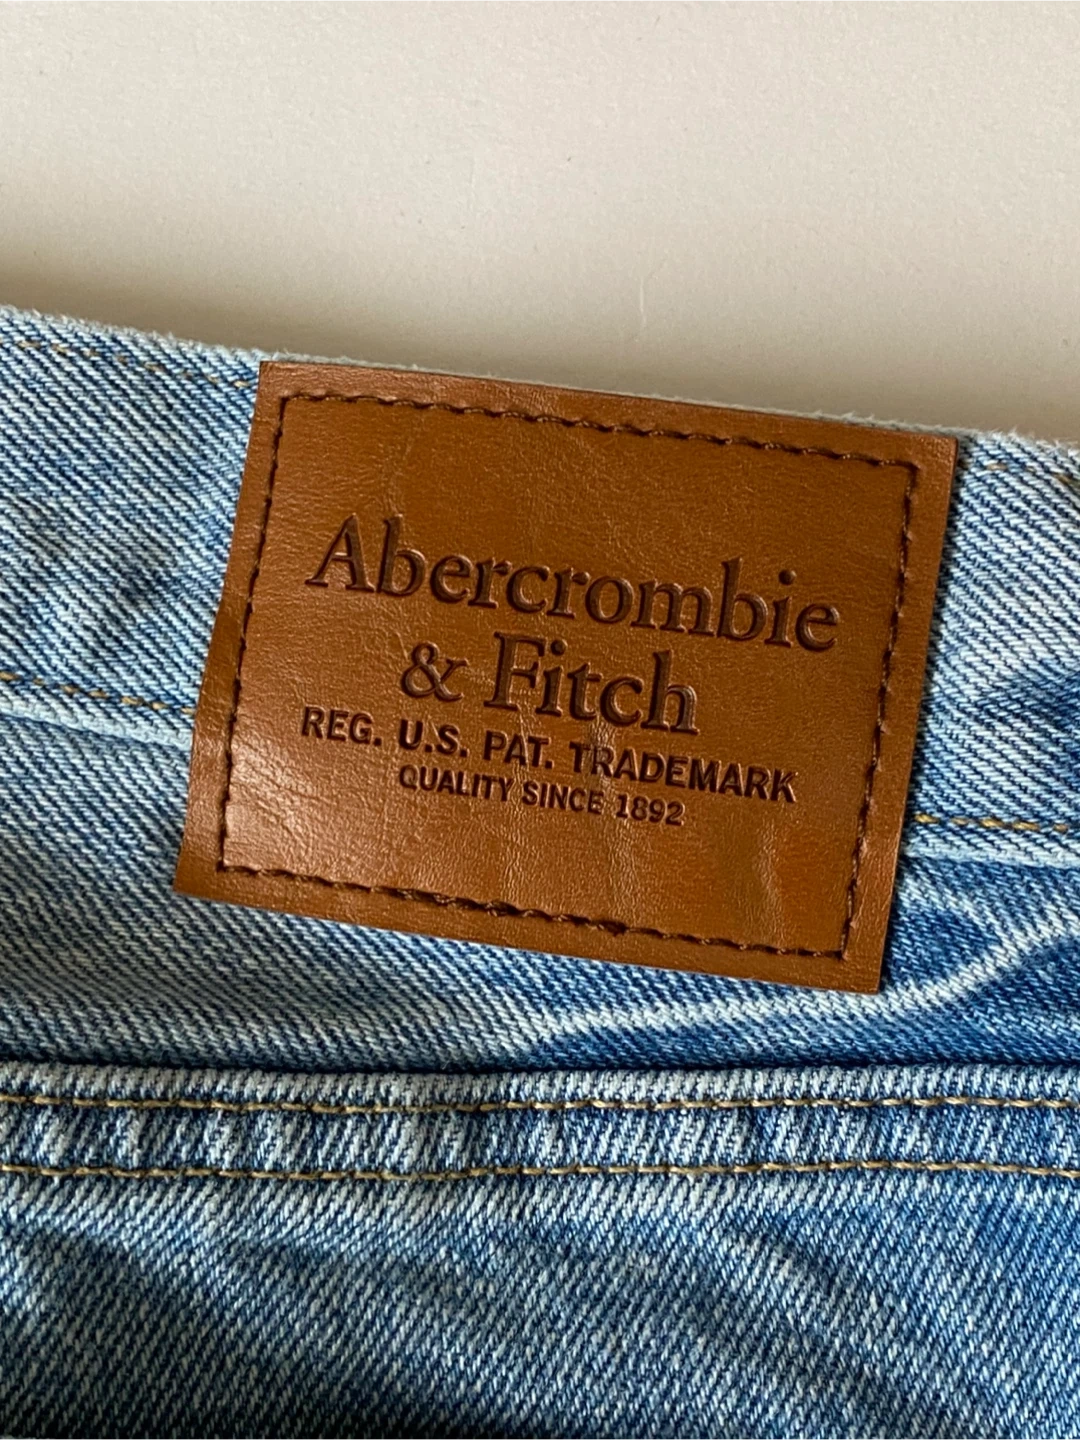 Abercrombie
& Fitch
REG. U.S. PAT. TRADEMARK
QUALITY SINCE 1892